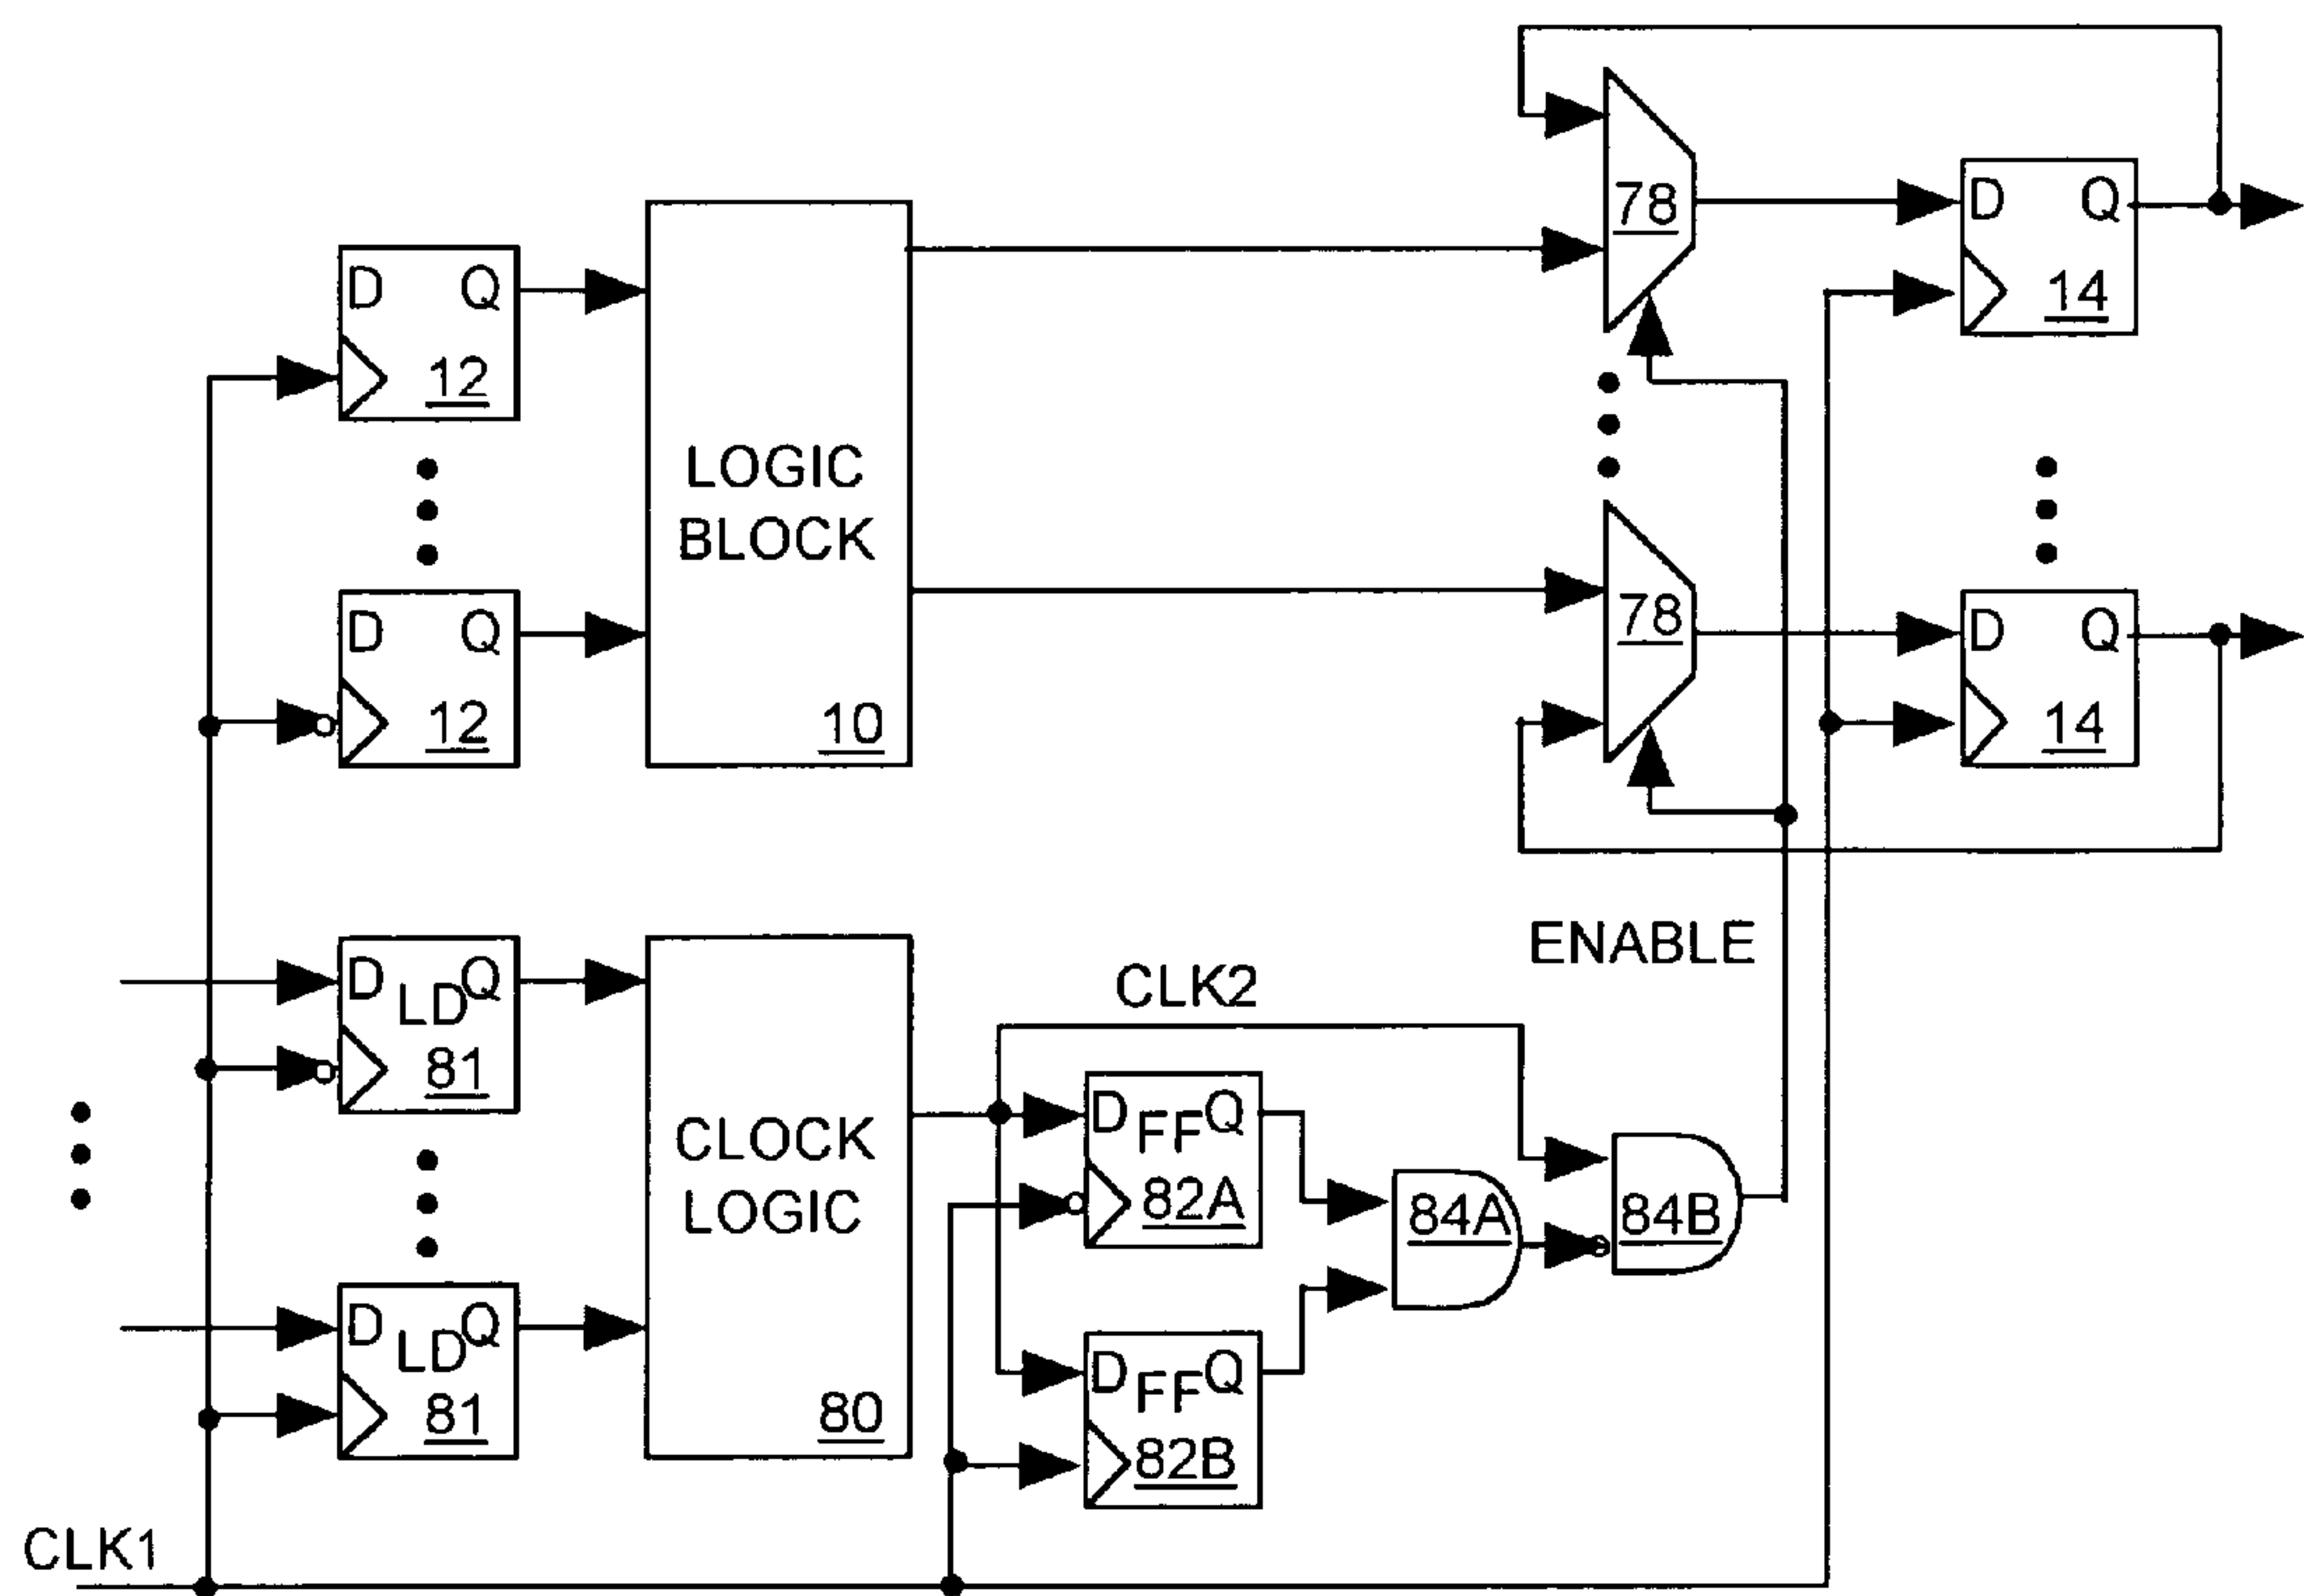 D Q
12
D Q
12
LOGIC
BLOCK
10
78
78
D Q
14
D Q
14
D LD Q
81
D LD Q
81
CLOCK
LOGIC
80
CLK2
ENABLE
D FF Q
82A
D FF Q
82B
84A
84B
CLK1